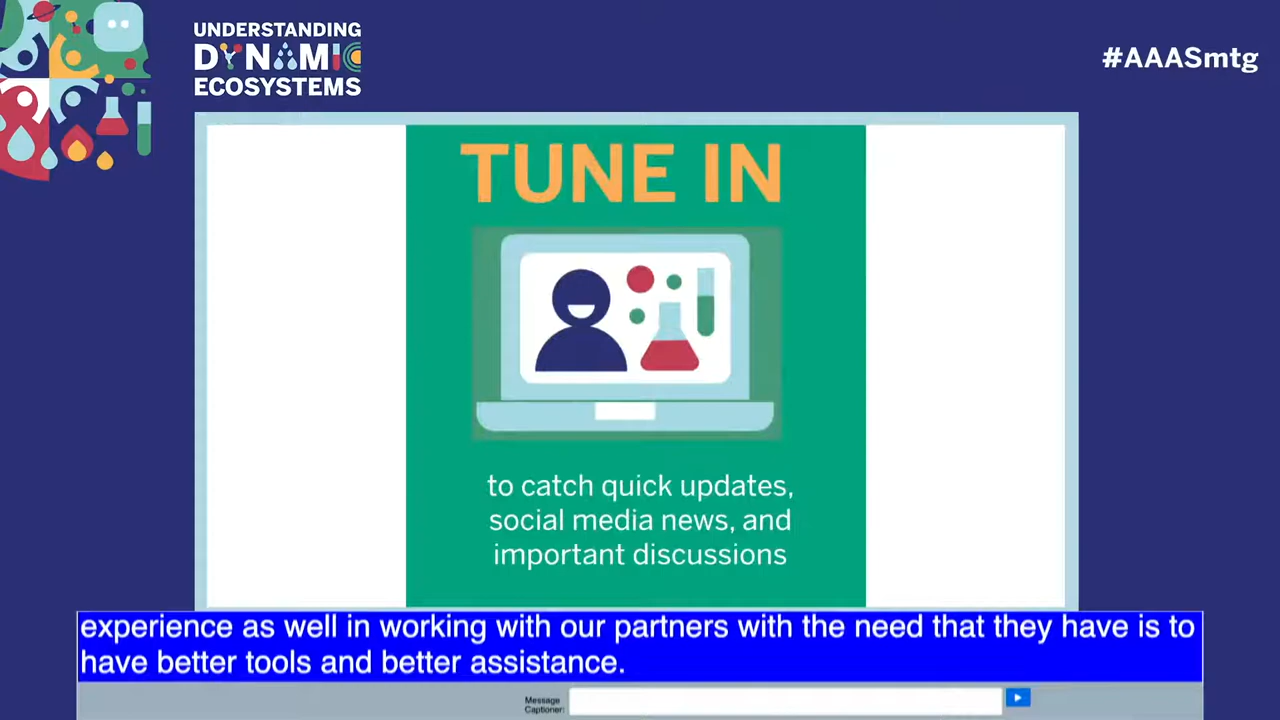 UNDERSTANDING
DYNAMIC
ECOSYSTEMS
#AAASmtg
TUNE IN
to catch quick updates,
social media news, and
important discussions
experience as well in working with our partners with the need that they have is to
have better tools and better assistance.
Message
Captioner: